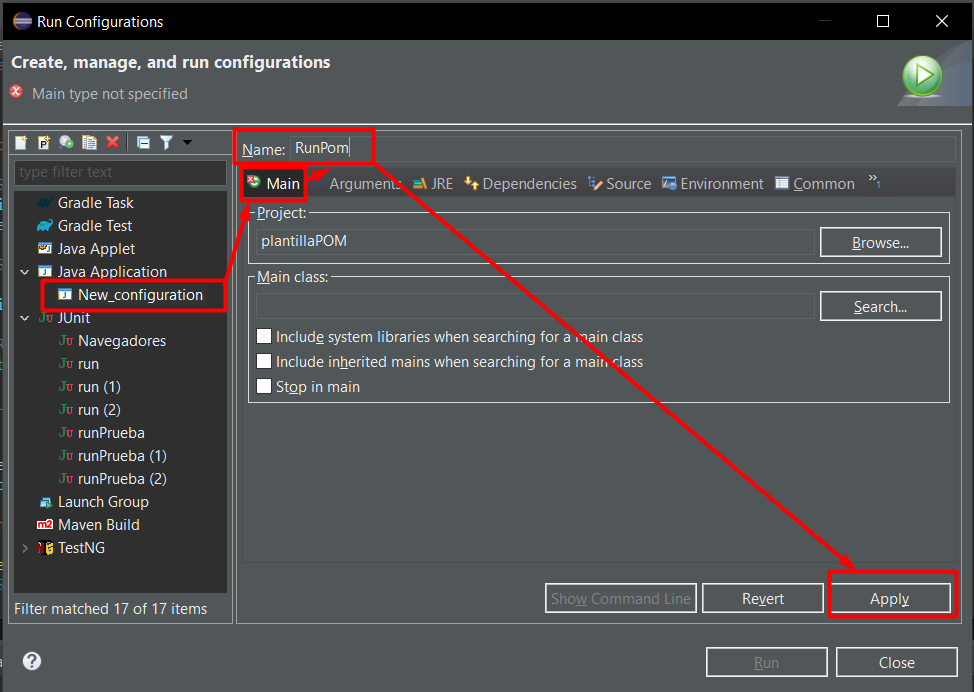 Run Configurations
Create, manage, and run configurations
Main type not specified
type filter text
Gradle Task
Gradle Test
Java Applet
Java Application
New_configuration
JUnit
Navegadores
run
run (1)
run (2)
runPrueba
runPrueba (1)
runPrueba (2)
Launch Group
Maven Build
TestNG
Filter matched 17 of 17 items
Name: RunPom
Main Arguments JRE Dependencies Source Environment Common »1
Project:
plantillaPOM Browse...
Main class:
Search...
Include system libraries when searching for a main class
Include inherited mains when searching for a main class
Stop in main
Show Command Line Revert Apply
Run Close